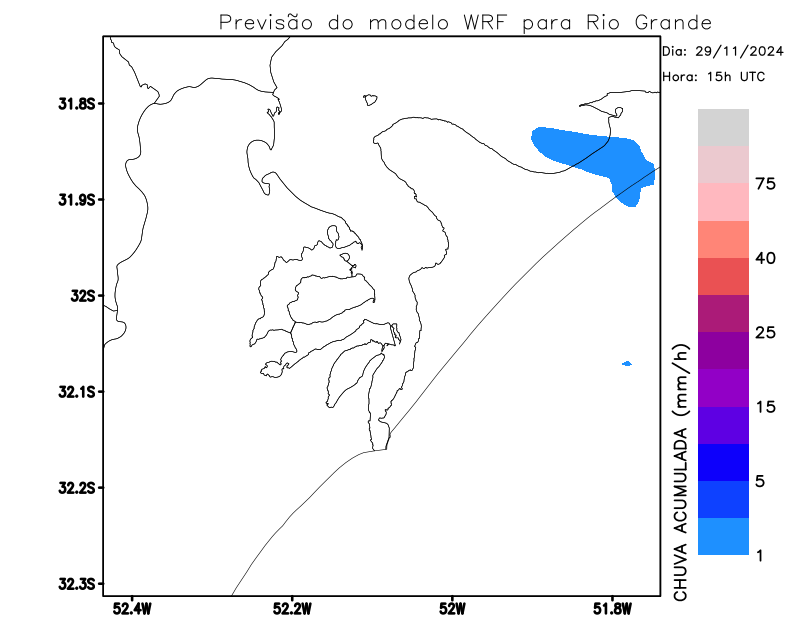 Previsão do modelo WRF para Rio Grande
Dia: 29/11/2024
Hora: 15h UTC
31.8S
31.9S
32S
32.1S
32.2S
32.3S
52.4W
52.2W
52W
51.8W
75
40
25
15
5
1
CHUVA ACUMULADA (mm/h)